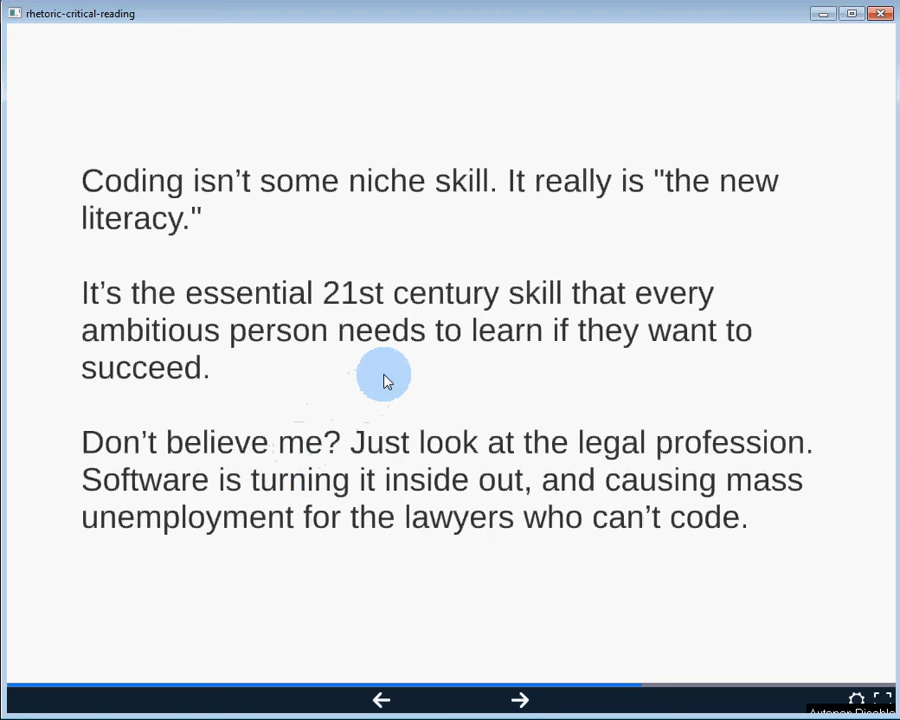 rhetoric-critical-reading
Coding isn’t some niche skill. It really is "the new
literacy."
It’s the essential 21st century skill that every
ambitious person needs to learn if they want to
succeed.
Don’t believe me? Just look at the legal profession.
Software is turning it inside out, and causing mass
unemployment for the lawyers who can’t code.